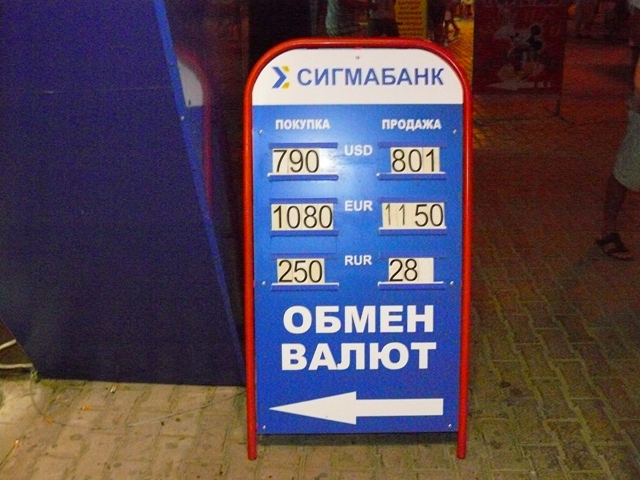 СИГМАБАНК
ПОКУПКА ПРОДАЖА
790 USD 801
1080 EUR 1150
250 RUR 28
ОБМЕН
ВАЛЮТ